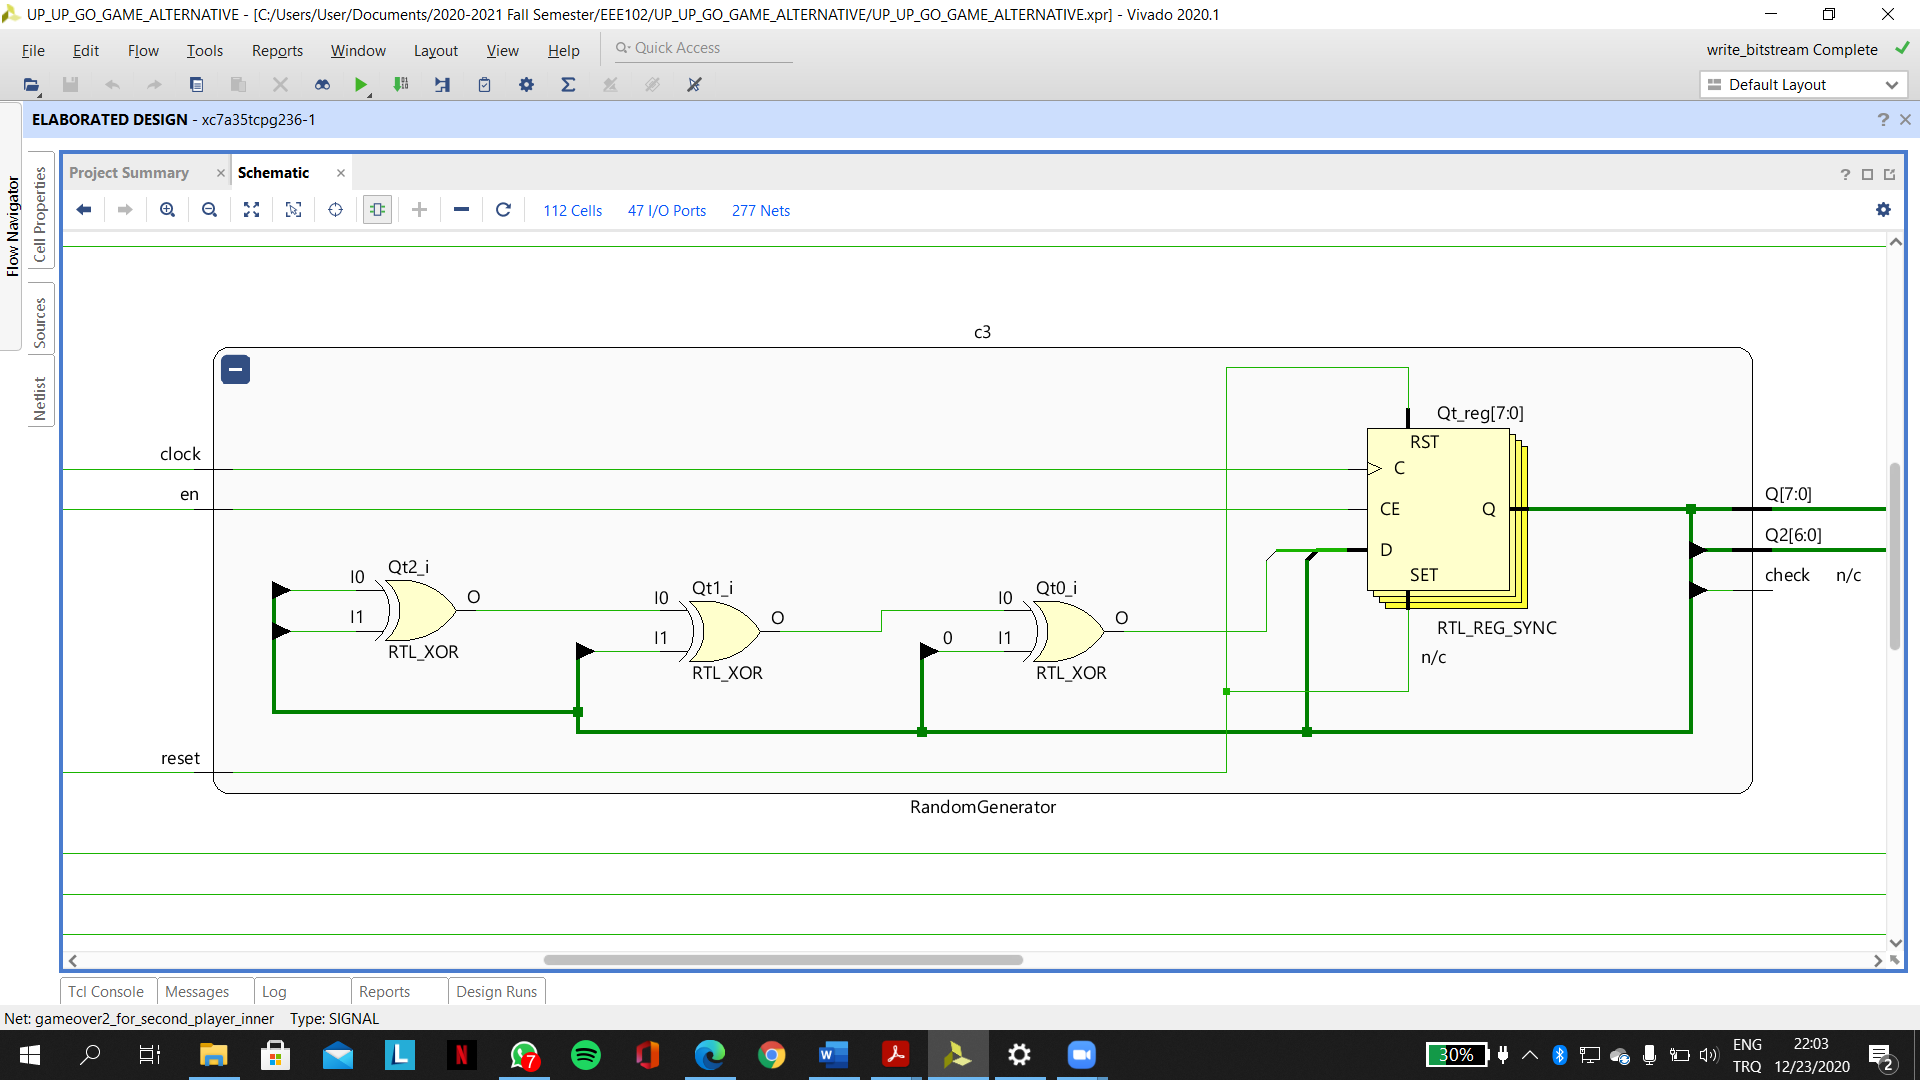 UP_UP_GO_GAME_ALTERNATIVE - [C:/Users/User/Documents/2020-2021 Fall Semester/EEE102/UP_UP_GO_GAME_ALTERNATIVE/UP_UP_GO_GAME_ALTERNATIVE.xpr] - Vivado 2020.1
File Edit Flow Tools Reports Window Layout View Help Quick Access
write_bitstream Complete
Default Layout
ELABORATED DESIGN - xc7a35tcpg236-1
Flow Navigator
Cell Properties
Sources
Netlist
Project Summary
Schematic
112 Cells 47 I/O Ports 277 Nets
c3
clock
en
reset
Qt2_i
I0
I1
O
RTL_XOR
Qt1_i
I0
I1
O
RTL_XOR
Qt0_i
I0
0 I1
O
RTL_XOR
Qt_reg[7:0]
RST
C
CE
Q
D
SET
RTL_REG_SYNC
n/c
Q[7:0]
Q2[6:0]
check n/c
RandomGenerator
Tcl Console Messages Log Reports Design Runs
Net: gameover2_for_second_player_inner Type: SIGNAL
L
N
7
W
30%
ENG
TRQ
22:03
12/23/2020
2